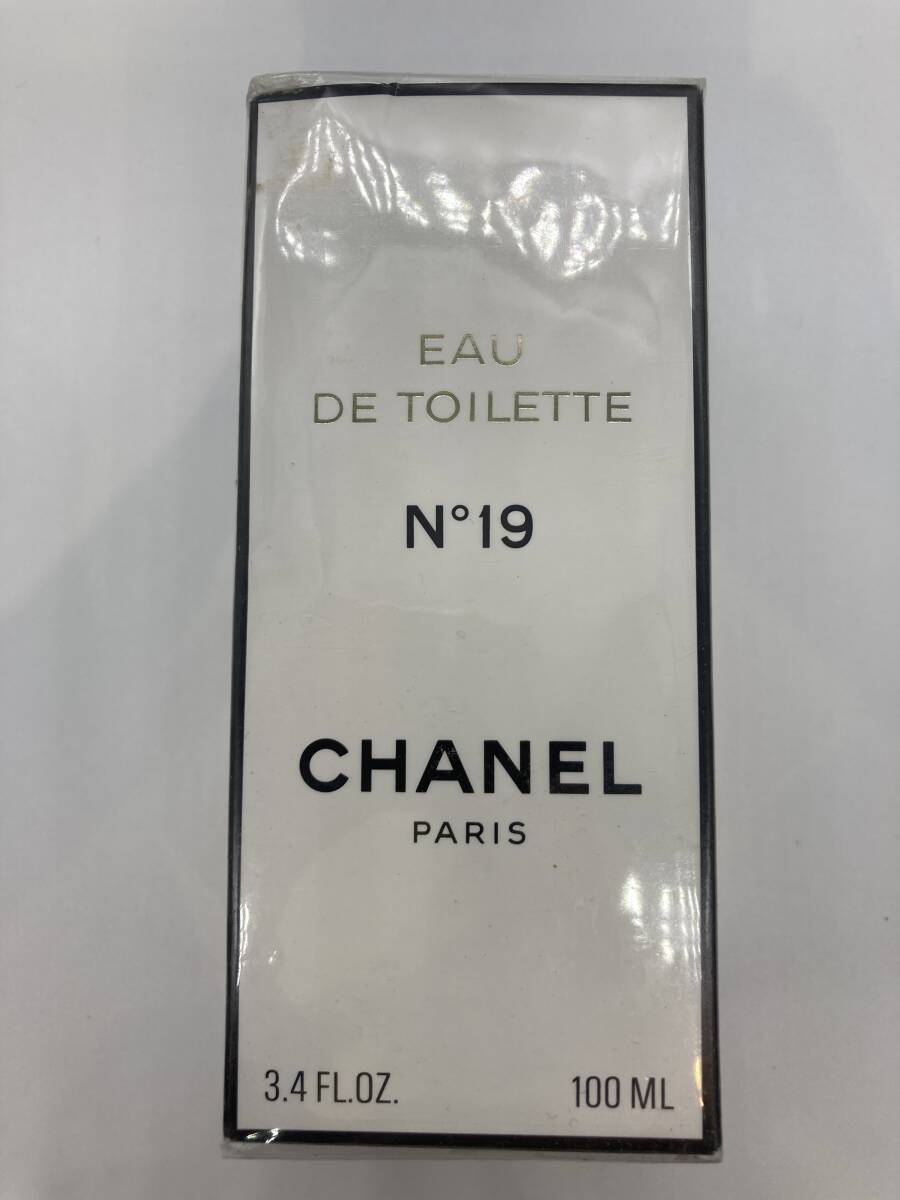 EAU
DE TOILETTE
N°19
CHANEL
PARIS
3.4 FL.OZ. 100 ML